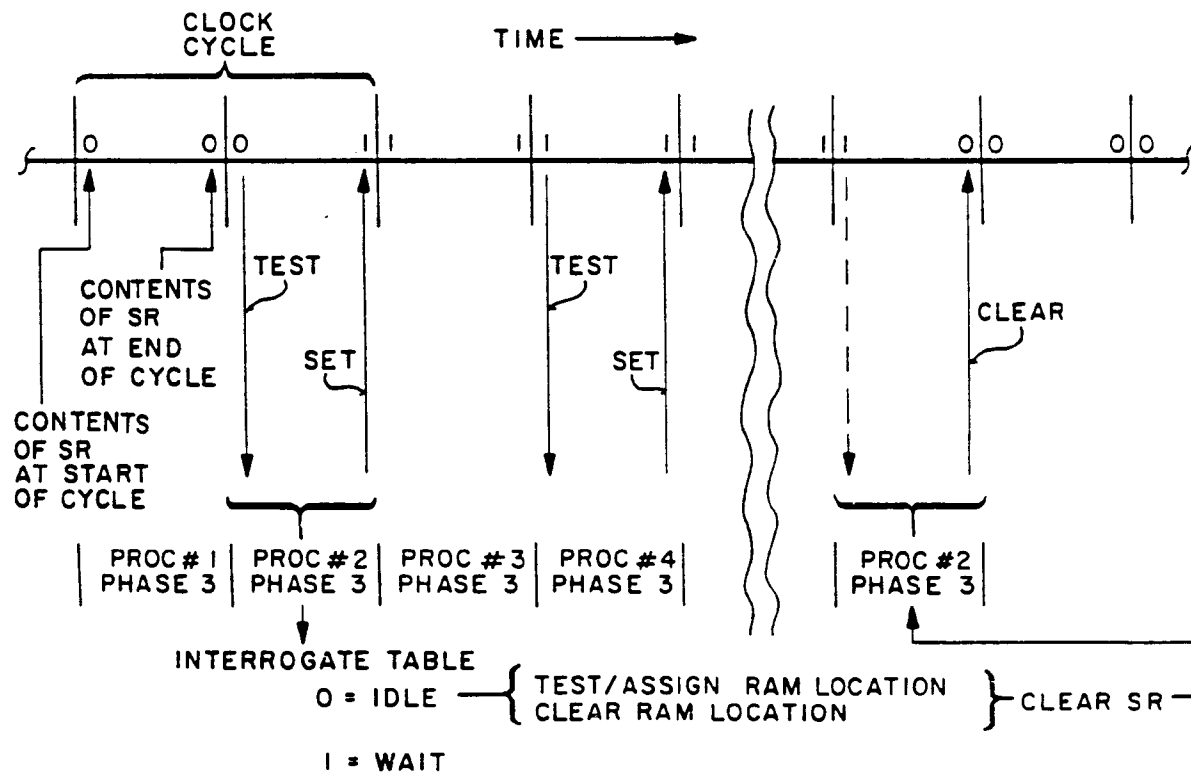 CLOCK
CYCLE
TIME
0 0 0 1 1 1 1 1 1 1 1 0 0 0 0
TEST
TEST
CONTENTS
OF SR
AT END
OF CYCLE
CLEAR
SET
SET
CONTENTS
OF SR
AT START
OF CYCLE
PROC #1
PHASE 3
PROC #2
PHASE 3
PROC #3
PHASE 3
PROC #4
PHASE 3
PROC #2
PHASE 3
INTERROGATE TABLE
0 = IDLE
TEST/ASSIGN RAM LOCATION
CLEAR RAM LOCATION
CLEAR SR
1 = WAIT